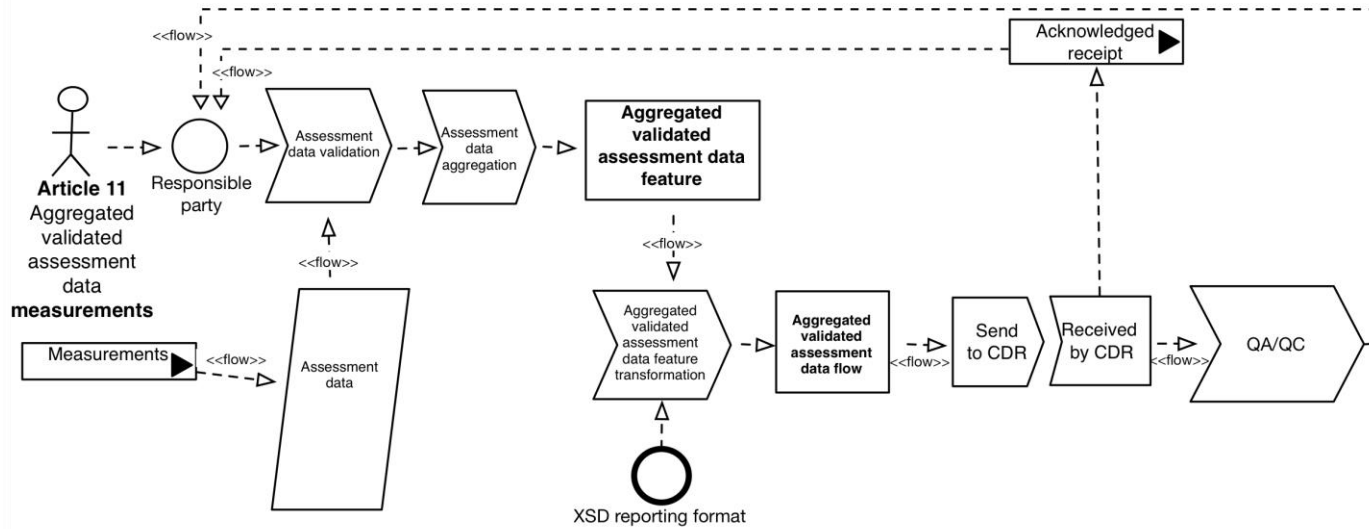 <<flow>>
<<flow>>
Acknowledged
receipt
Article 11
Aggregated
validated
assessment
data
measurements
Responsible
party
Assessment
data validation
Assessment
data
aggregation
Aggregated
validated
assessment data
feature
<<flow>>
<<flow>>
Measurements
<<flow>>
Assessment
data
Aggregated
validated
assessment
data feature
transformation
Aggregated
validated
assessment
data flow
<<flow>>
Send
to CDR
Received
by CDR
<<flow>>
QA/QC
XSD reporting format